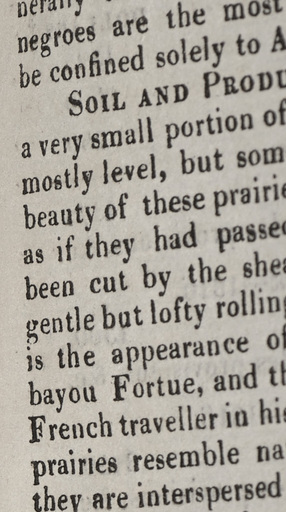 negroes are the most
be confined solely to A
SOIL AND PRODU
a very small portion of
mostly level, but som
beauty of these prairie
as if they had passe
been cut by the shea
gentle but lofty rolling
is the appearance of
bayou Fortue, and th
French traveller in his
prairies resemble na
they are interspersed